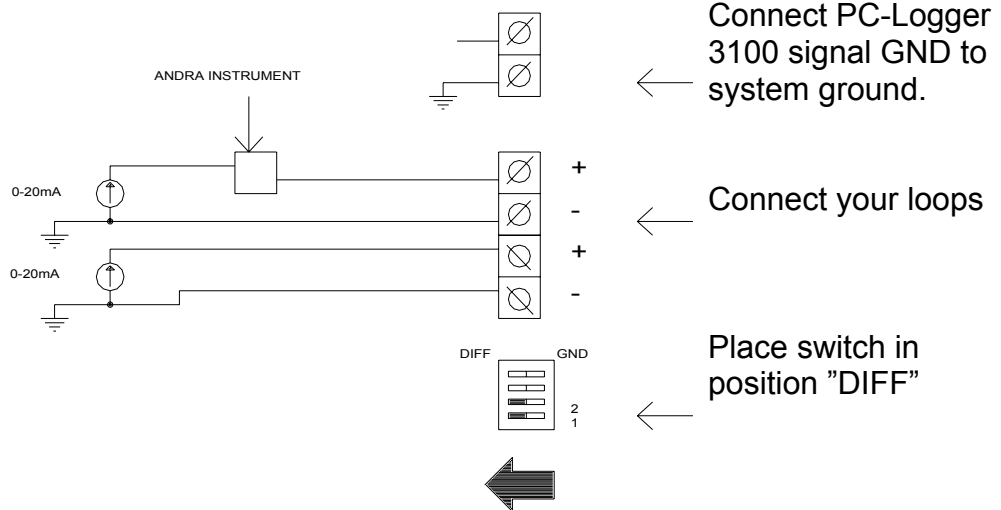 Connect PC-Logger
3100 signal GND to
system ground.
ANDRA INSTRUMENT
+
0-20mA
-
Connect your loops
+
0-20mA
-
DIFF
GND
Place switch in
position ”DIFF”
2
1